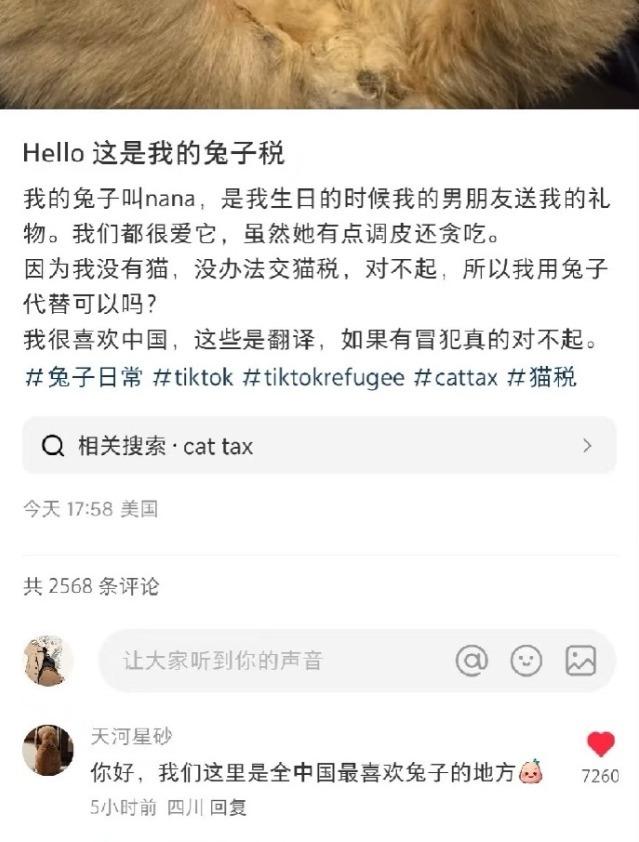 Hello 这是我的兔子税
我的兔子叫nana，是我生日的时候我的男朋友送我的礼
物。我们都很爱它，虽然她有点调皮还贪吃。
因为我没有猫，没办法交猫税，对不起，所以我用兔子
代替可以吗？
我很喜欢中国，这些是翻译，如果有冒犯真的对不起。
#兔子日常 #tiktok #tiktokrefugee #cattax #猫税
相关搜索·cat tax
今天 17:58 美国
共 2568 条评论
让大家听到你的声音
天河星砂
你好，我们这里是全中国最喜欢兔子的地方
7260
5小时前 四川 回复